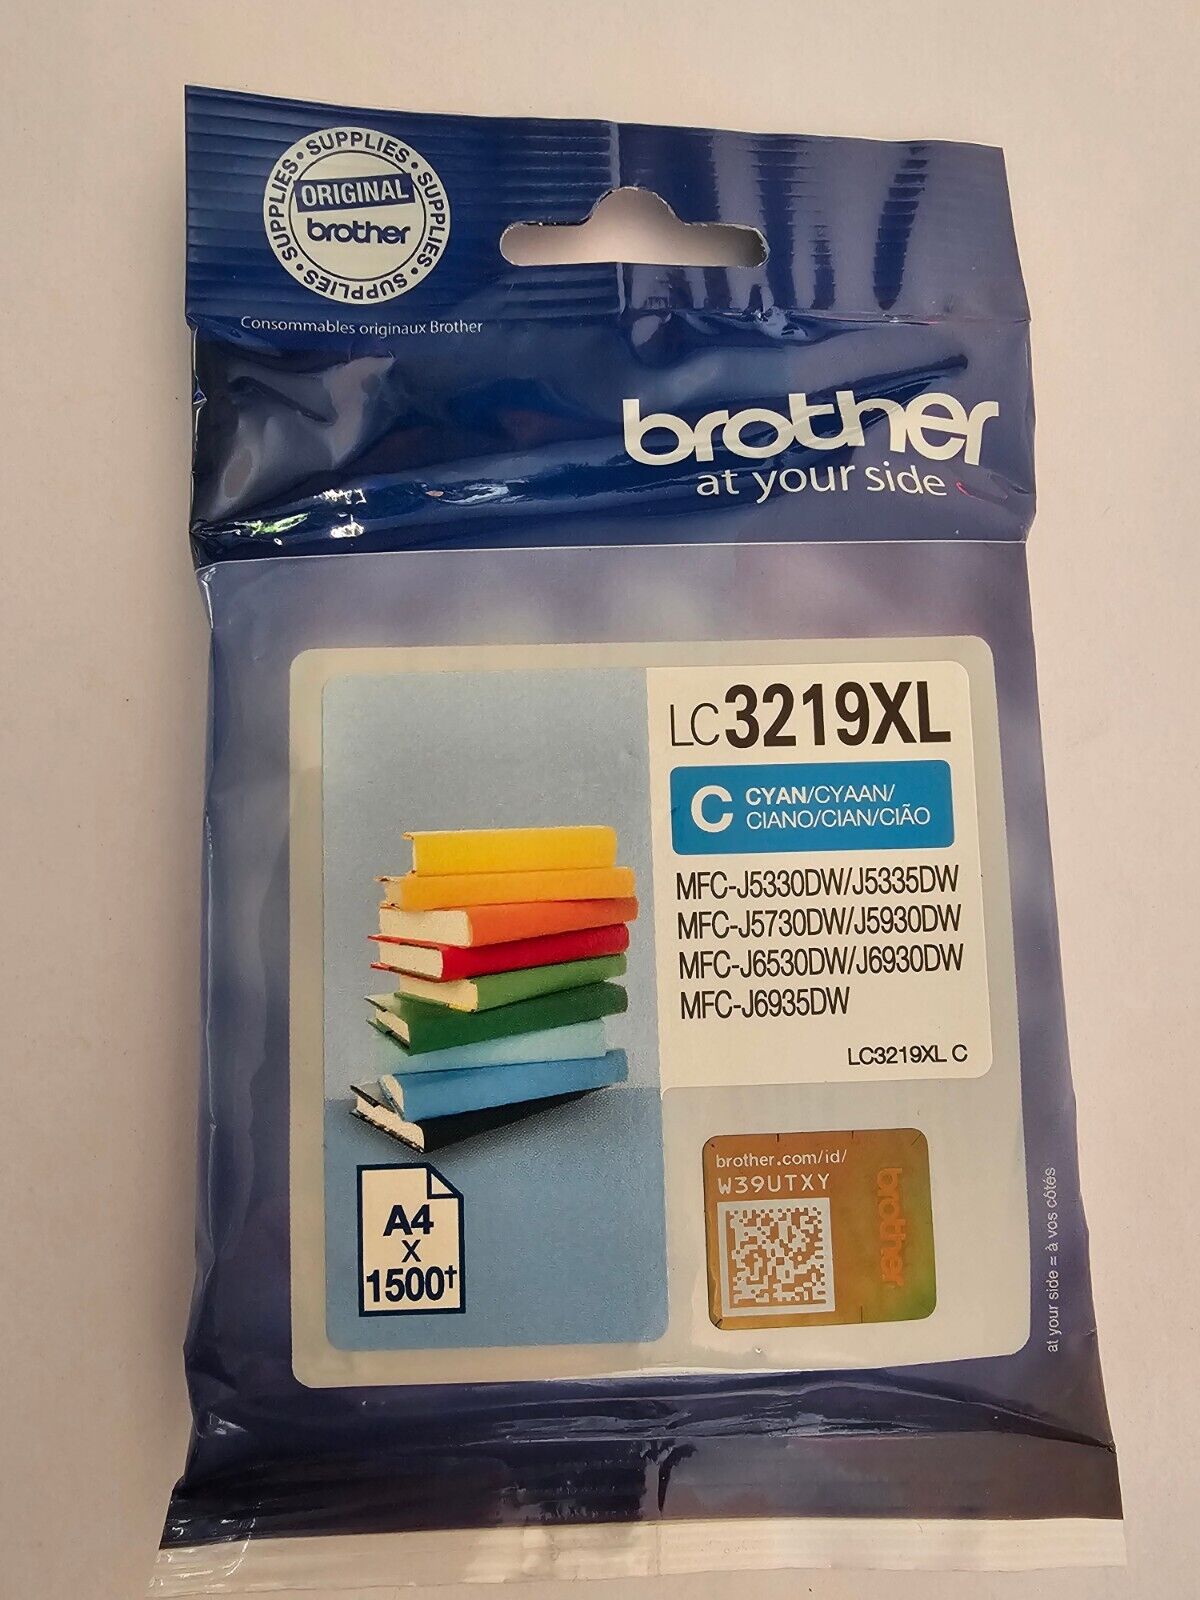 SUPPLIES • SUPPLIES • SUPPLIES • SUPPLIES •
ORIGINAL
brother
Consommables originaux Brother
brother
at your side
LC3219XL
C CYAN/CYAAN/
CIANO/CIAN/CIÃO
MFC-J5330DW/J5335DW
MFC-J5730DW/J5930DW
MFC-J6530DW/J6930DW
MFC-J6935DW
LC3219XL C
A4
X
1500†
brother.com/id/
W39UTXY
brother
at your side = à vos côtés